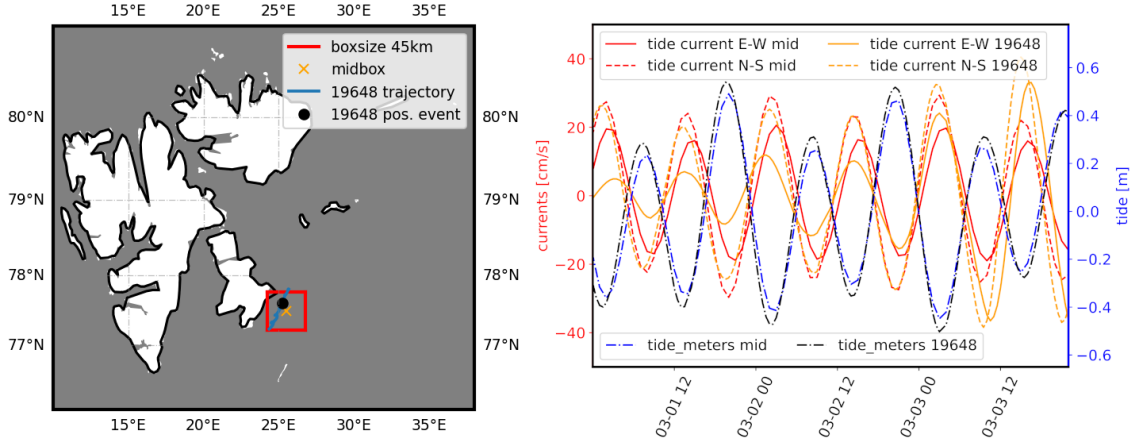 15°E 20°E 25°E 30°E 35°E
boxsize 45km
midbox
19648 trajectory
19648 pos. event
80°N 80°N
79°N 79°N
78°N 78°N
77°N 77°N
15°E 20°E 25°E 30°E 35°E
tide current E-W mid
tide current N-S mid
tide current E-W 19648
tide current N-S 19648
currents [cm/s]
40
20
0
−20
−40
tide [m]
0.6
0.4
0.2
0.0
−0.2
−0.4
−0.6
tide_meters mid
tide_meters 19648
03-01 12
03-02 00
03-02 12
03-03 00
03-03 12